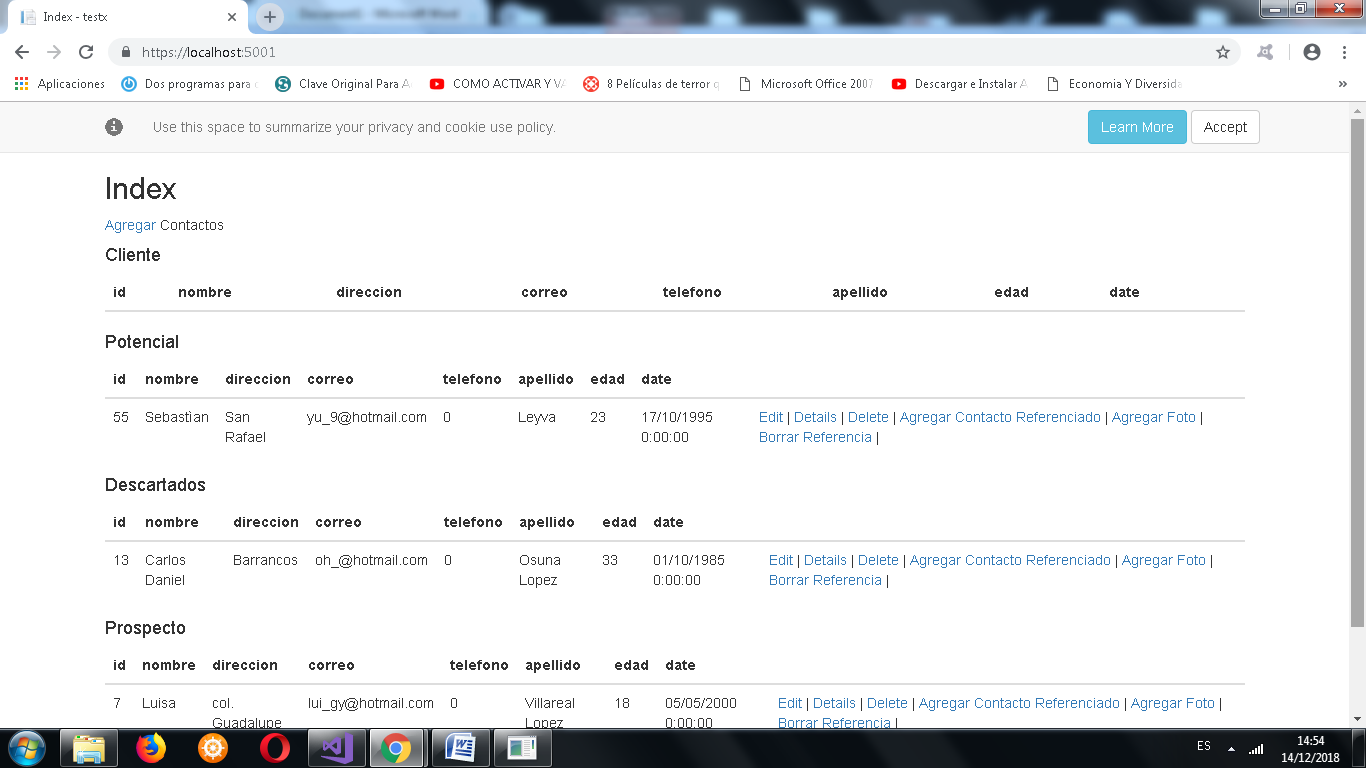 Index - testx
https://localhost:5001
Aplicaciones Dos programas para Clave Original Para A COMO ACTIVAR Y VA 8 Películas de terror q Microsoft Office 2007 Descargar e Instalar A Economia Y Diversida »
Use this space to summarize your privacy and cookie use policy. Learn More Accept
Index
Agregar Contactos
Cliente
id nombre direccion correo telefono apellido edad date
Potencial
id nombre direccion correo telefono apellido edad date
55 Sebastìan San yu_9@hotmail.com 0 Leyva 23 17/10/1995 Edit | Details | Delete | Agregar Contacto Referenciado | Agregar Foto |
Rafael 0:00:00 Borrar Referencia |
Descartados
id nombre direccion correo telefono apellido edad date
13 Carlos Barrancos oh_@hotmail.com 0 Osuna 33 01/10/1985 Edit | Details | Delete | Agregar Contacto Referenciado | Agregar Foto |
Daniel Lopez 0:00:00 Borrar Referencia |
Prospecto
id nombre direccion correo telefono apellido edad date
7 Luisa col. lui_gy@hotmail.com 0 Villareal 18 05/05/2000 Edit | Details | Delete | Agregar Contacto Referenciado | Agregar Foto |
Guadalupe Lopez 0:00:00 Borrar Referencia |
ES 14:54
14/12/2018